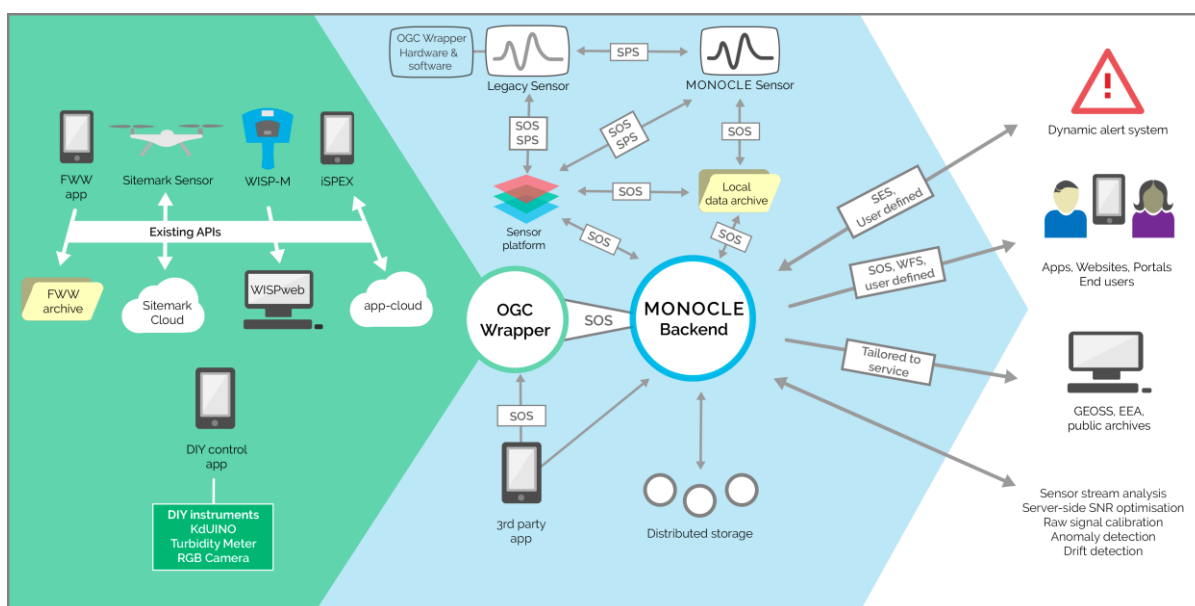 FWW
app
Sitemark Sensor
WISP-M
iSPEX
Existing APIs
FWW
archive
Sitemark
Cloud
WISPweb
app-cloud
DIY control
app
DIY instruments
KdUINO
Turbidity Meter
RGB Camera
OGC Wrapper
Hardware &
software
Legacy Sensor
SPS
MONOCLE Sensor
SOS
SPS
SOS
SPS
SOS
Sensor
platform
SOS
Local
data archive
SOS
SOS
OGC
Wrapper
SOS
MONOCLE
Backend
SOS
3rd party
app
Distributed storage
SES,
User defined
SOS, WFS,
user defined
Tailored to
service
Dynamic alert system
Apps, Websites, Portals
End users
GEOSS, EEA,
public archives
Sensor stream analysis
Server-side SNR optimisation
Raw signal calibration
Anomaly detection
Drift detection